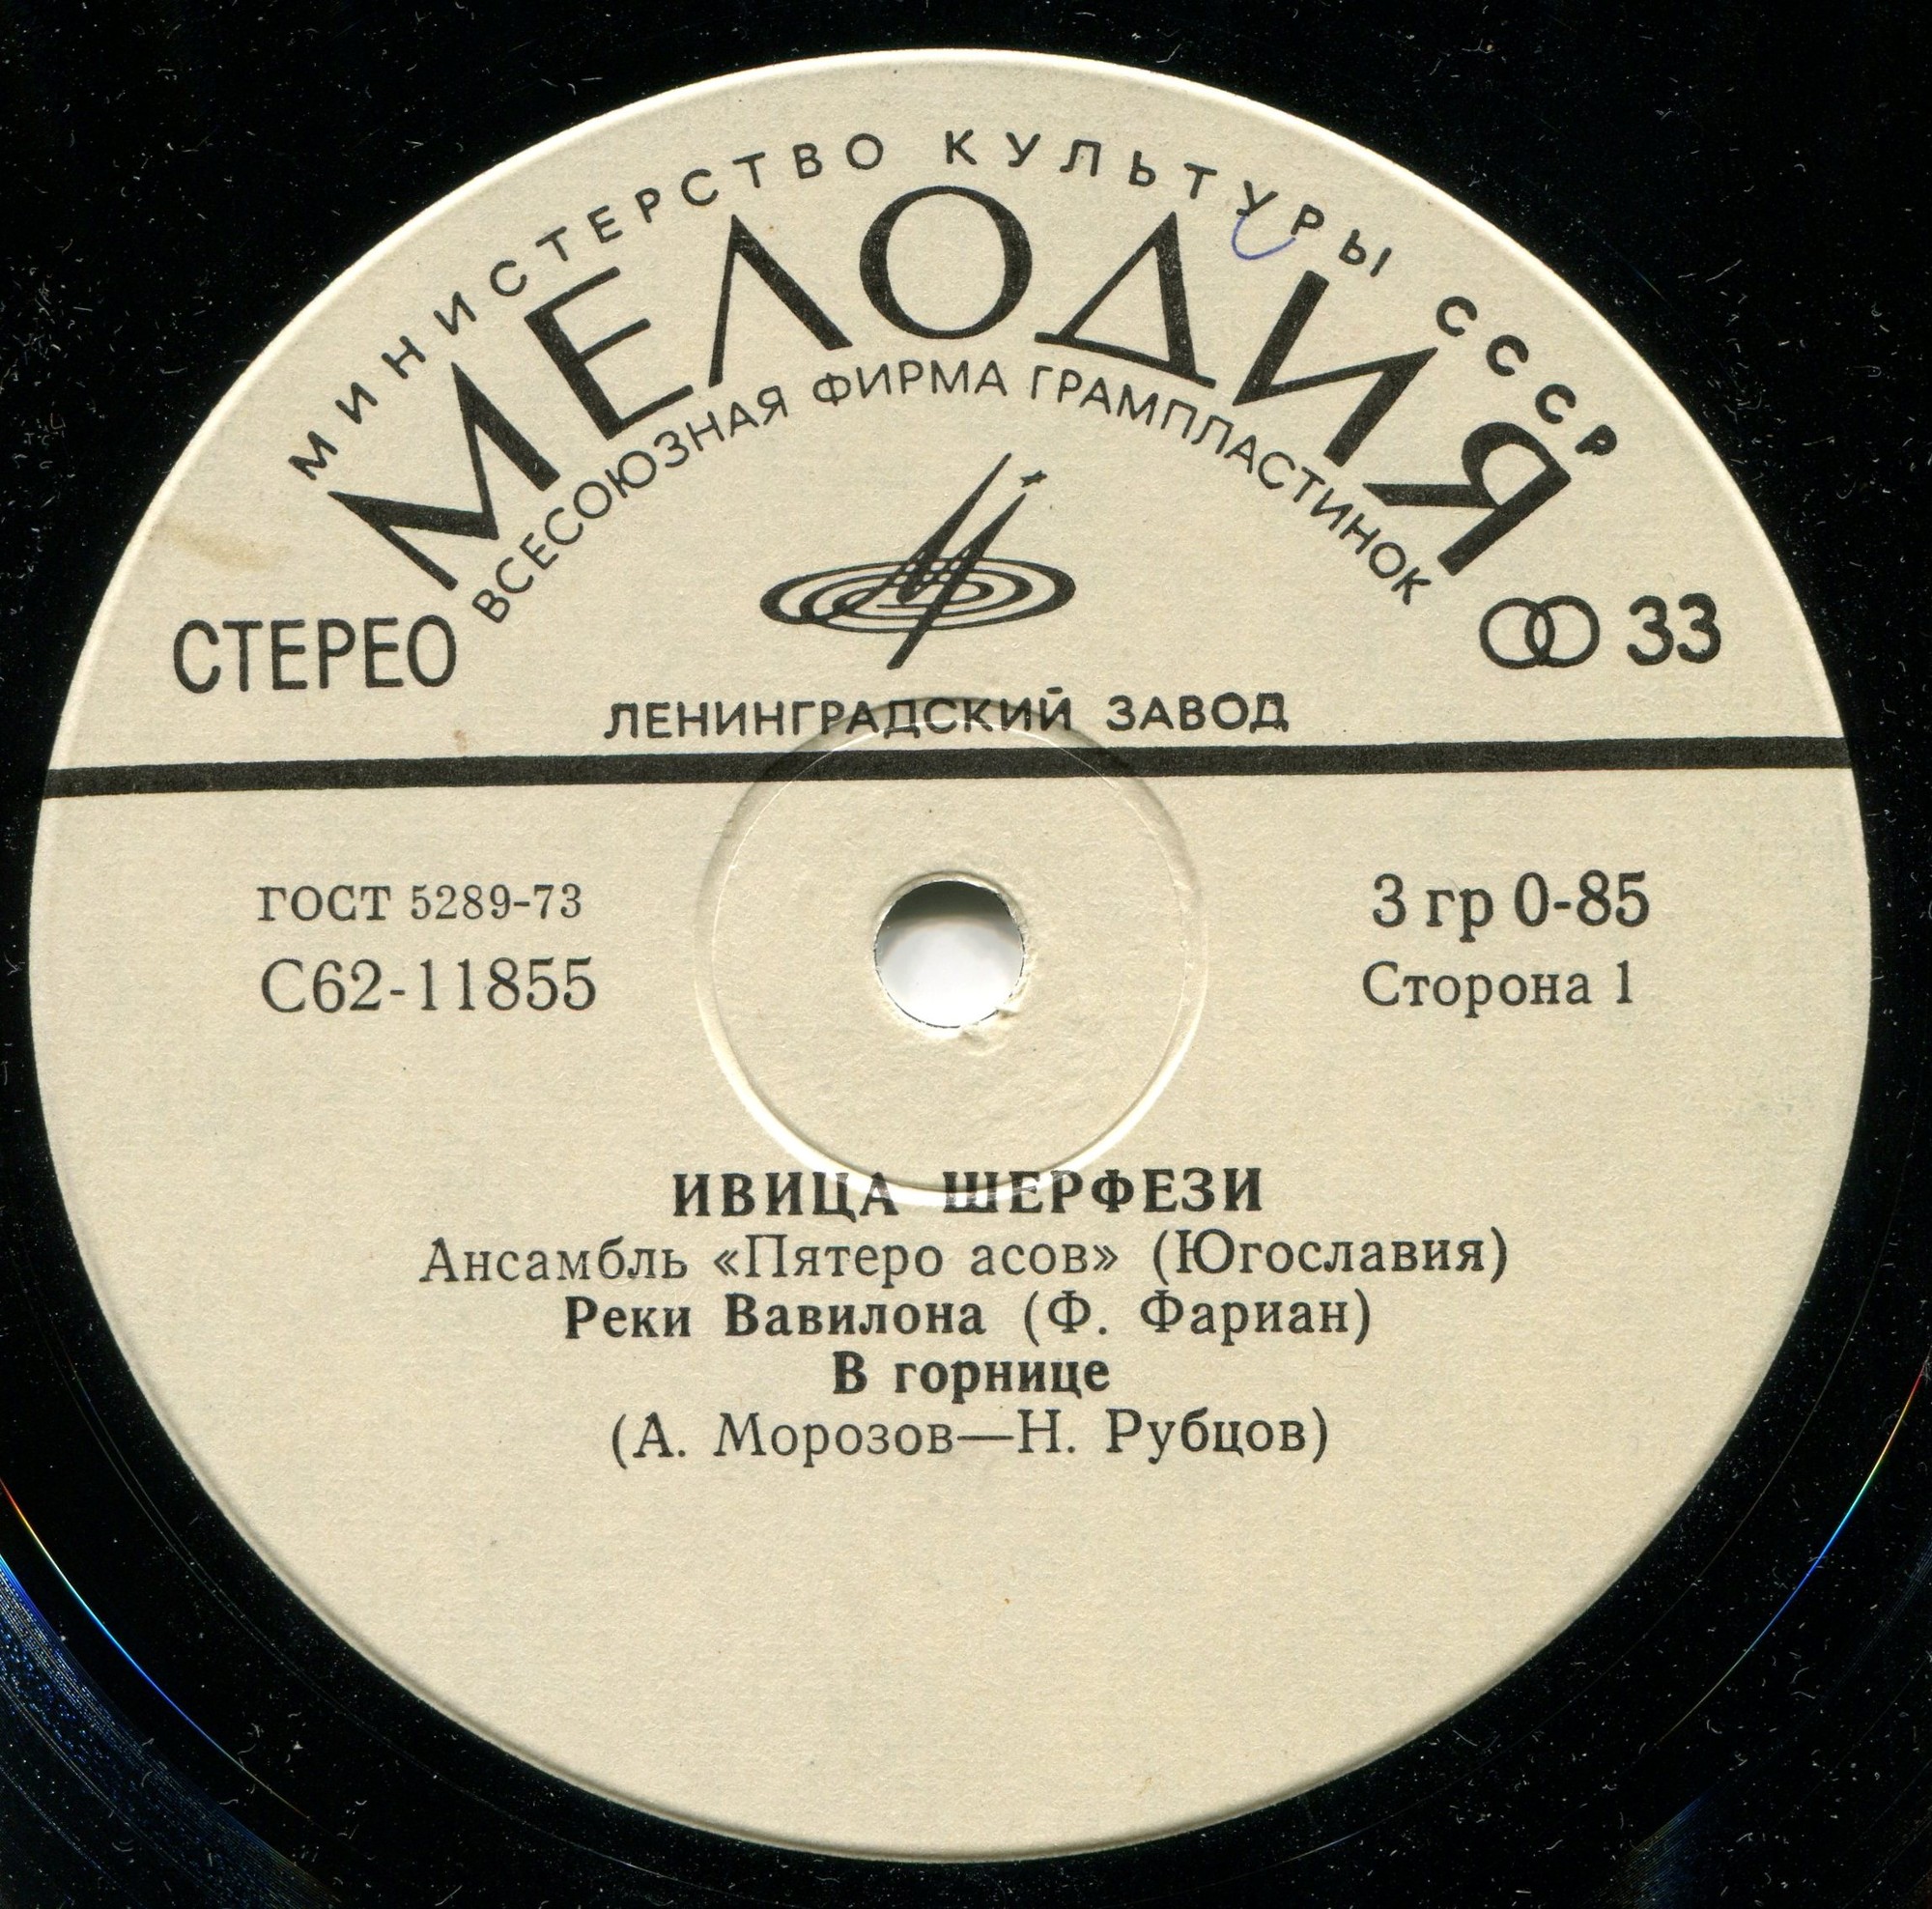 МИНИСТЕРСТВО КУЛЬТУРЫ СССР
МЕЛОДИЯ
ВСЕСОЮЗНАЯ ФИРМА ГРАМПЛАСТИНОК
СТЕРЕО
33
ЛЕНИНГРАДСКИЙ ЗАВОД
ГОСТ 5289-73
3 гр 0-85
С62-11855
Сторона 1
ИВИЦА ШЕРФЕЗИ
Ансамбль «Пятеро асов» (Югославия)
Реки Вавилона (Ф. Фариан)
В горнице
(А. Морозов—Н. Рубцов)